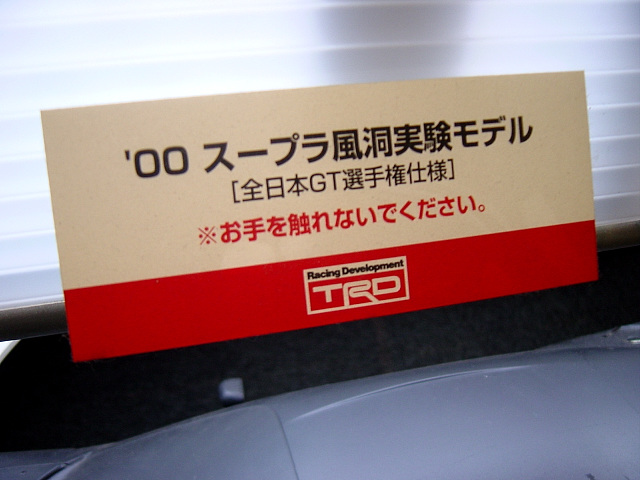 '00 スープラ風洞実験モデル
[全日本GT選手権仕様]
※お手を触れないでください。
Racing Development
TRD